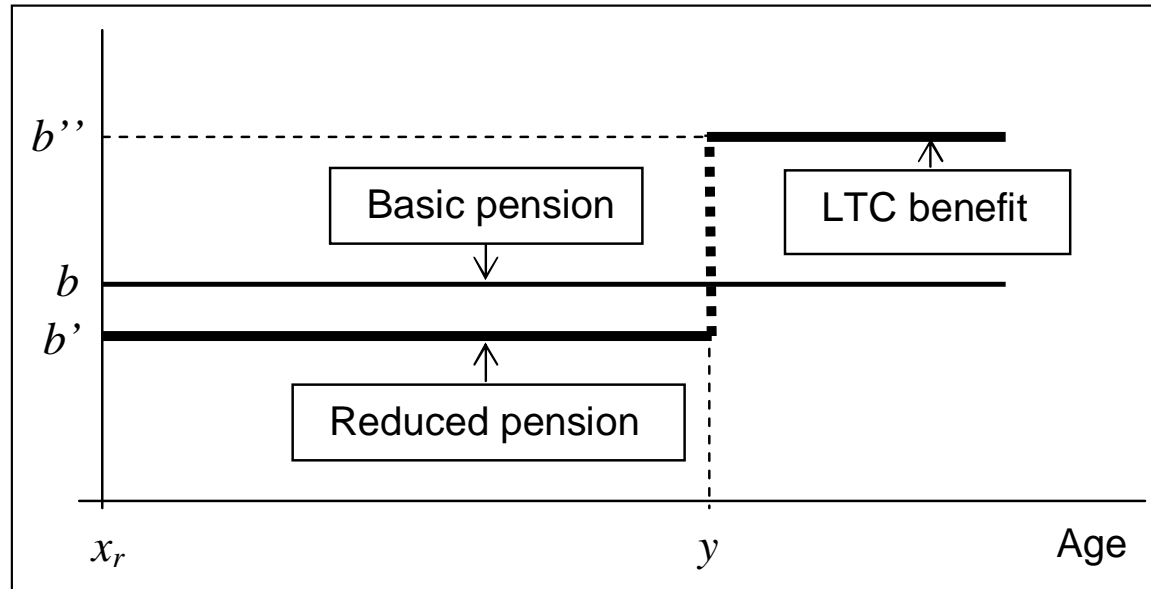 b’’
Basic pension
LTC benefit
b
b’
Reduced pension
x_r
y
Age